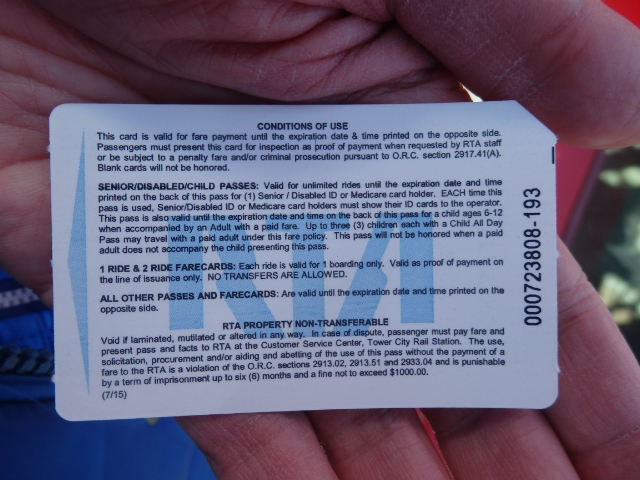 CONDITIONS OF USE
This card is valid for fare payment until the expiration date & time printed on the opposite side.
Passengers must present this card for inspection as proof of payment when requested by RTA staff
or be subject to a penalty fare and/or criminal prosecution pursuant to O.R.C. section 2917.41(A).
Blank cards will not be honored.
SENIOR/DISABLED/CHILD PASSES: Valid for unlimited rides until the expiration date and time
printed on the back of this pass for (1) Senior / Disabled ID or Medicare card holder. EACH time this
pass is used, Senior/Disabled ID or Medicare card holders must show their ID cards to the operator.
This pass is also valid until the expiration date and time on the back of this pass for a child ages 6-12
when accompanied by an Adult with a paid fare. Up to three (3) children each with a Child All Day
Pass may travel with a paid adult under this fare policy. This pass will not be honored when a paid
adult does not accompany the child presenting this pass.
1 RIDE & 2 RIDE FARECARDS: Each ride is valid for 1 boarding only. Valid as proof of payment on
the line of issuance only. NO TRANSFERS ARE ALLOWED.
ALL OTHER PASSES AND FARECARDS: Are valid until the expiration date and time printed on the
opposite side.
RTA PROPERTY NON-TRANSFERABLE
Void if laminated, mutilated or altered in any way. In case of dispute, passenger must pay fare and
present pass and facts to RTA at the Customer Service Center, Tower City Rail Station. The use,
solicitation, procurement and/or aiding and abetting of the use of this pass without the payment of a
fare to the RTA is a violation of the O.R.C. sections 2913.02, 2913.51 and 2933.04 and is punishable
by a term of imprisonment up to six (6) months and a fine not to exceed $1000.00.
(7/15)
000723808-193